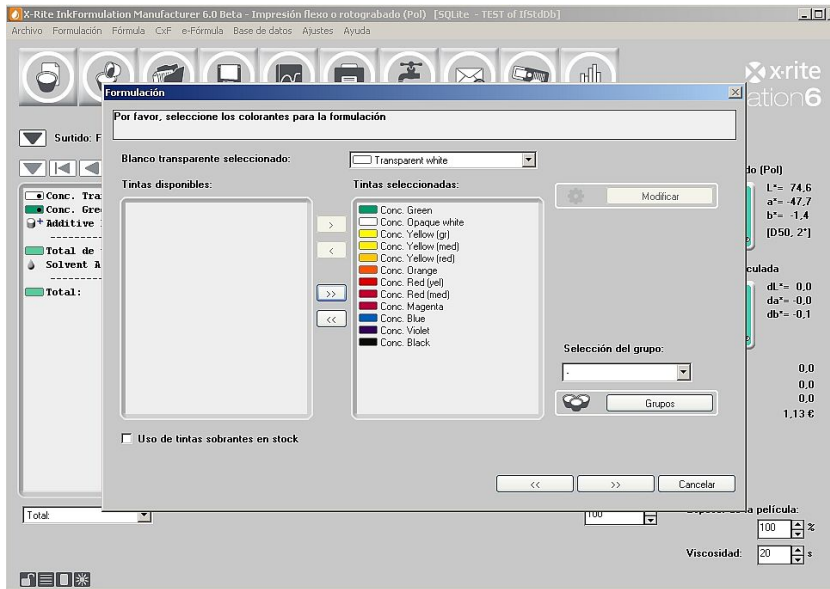 X-Rite InkFormulation Manufacturer 6.0 Beta - Impresión flexo o rotograbado (Pol) [SQLite - TEST of IfStdDb]
Archivo Formulación Fórmula CxF e-Fórmula Base de datos Ajustes Ayuda
x·rite
ation6
Formulación
Por favor, seleccione los colorantes para la formulación
Surtido: F
Blanco transparente seleccionado:
Transparent white
Tintas disponibles:
Tintas seleccionadas:
Modificar
>
<
>>
<<
Conc. Green
Conc. Opaque white
Conc. Yellow (gr)
Conc. Yellow (med)
Conc. Yellow (red)
Conc. Orange
Conc. Red (yel)
Conc. Red (med)
Conc. Magenta
Conc. Blue
Conc. Violet
Conc. Black
Selección del grupo:
-
Grupos
Uso de tintas sobrantes en stock
<< >> Cancelar
Conc. Tra
Conc. Gre
Additive
Total de
Solvent A
Total:
do (Pol)
L*= 74,6
a*= -47,7
b*= -1,4
[D50, 2°]
culada
dL*= 0,0
da*= -0,0
db*= -0,1
0,0
0,0
0,0
1,13 €
Total:
100
la película:
100 %
Viscosidad: 20 s